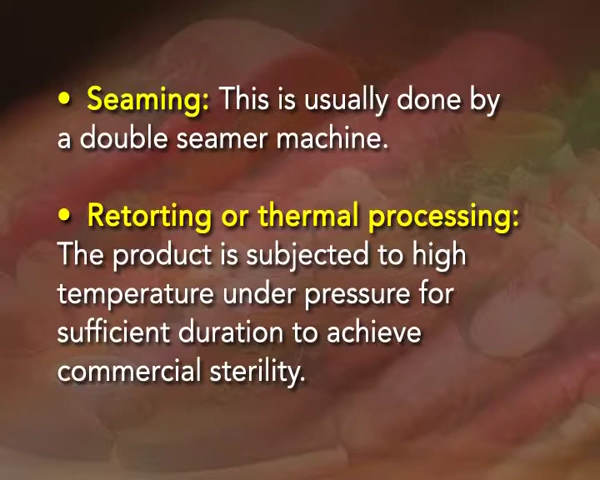 • Seaming: This is usually done by
a double seamer machine.
• Retorting or thermal processing:
The product is subjected to high
temperature under pressure for
sufficient duration to achieve
commercial sterility.